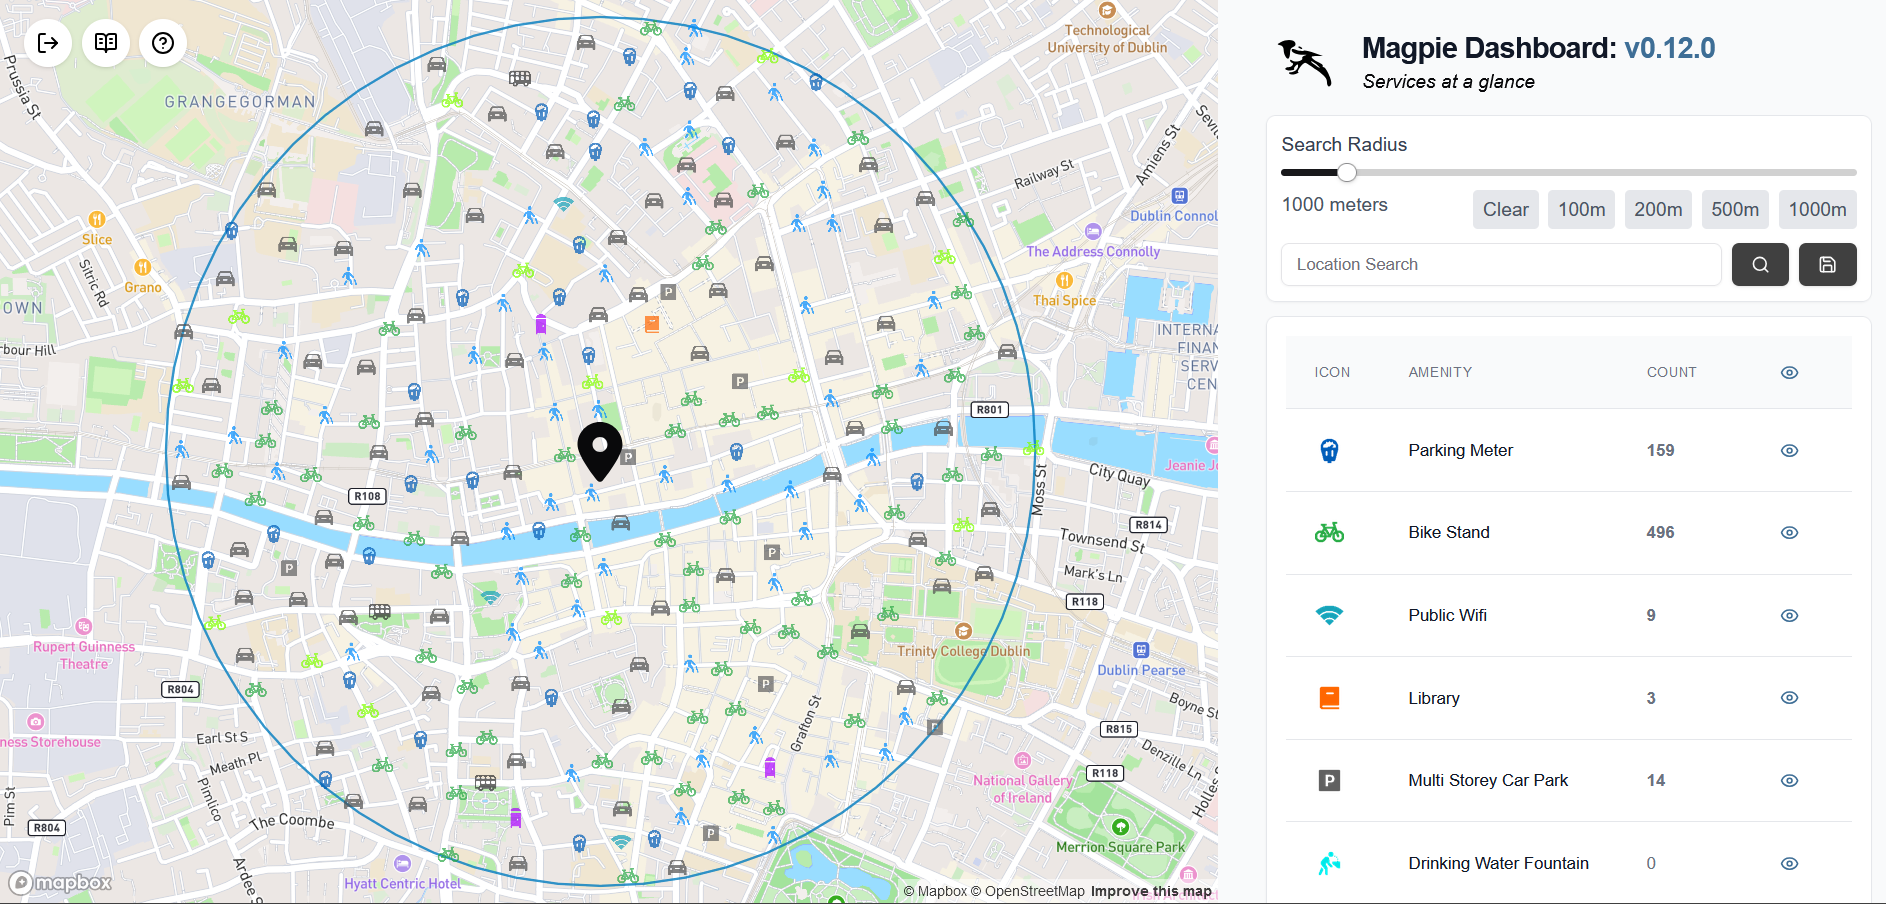 Magpie Dashboard: v0.12.0
Services at a glance
Search Radius
1000 meters
Clear
100m
200m
500m
1000m
Location Search
ICON
AMENITY
COUNT
Parking Meter
159
Bike Stand
496
Public Wifi
9
Library
3
P
Multi Storey Car Park
14
Drinking Water Fountain
0
Technological
University of Dublin
Prussia St
GRANGEGORMAN
Railway St
Amiens St
Dublin Connol
The Address Connolly
Slice
Grano
Sitric Rd
OWN
Thai Spice
INTERNA
FINAN
SERV
CEN
bour Hill
R801
City Quay
Jeanie J
Moss St
R108
R814
Townsend St
Mark's Ln
R118
Rupert Guinness
Theatre
Trinity College Dublin
Dublin Pearse
R804
Boyne St
Grafton St
ness Storehouse
Earl St S
Meath Pl
Pimlico
R815
Denzille Ln
R118
National Gallery
of Ireland
Holles
Pim St
R804
The Coombe
Merrion Square Park
Ardee S
Hyatt Centric Hotel
mapbox
© Mapbox © OpenStreetMap Improve this map